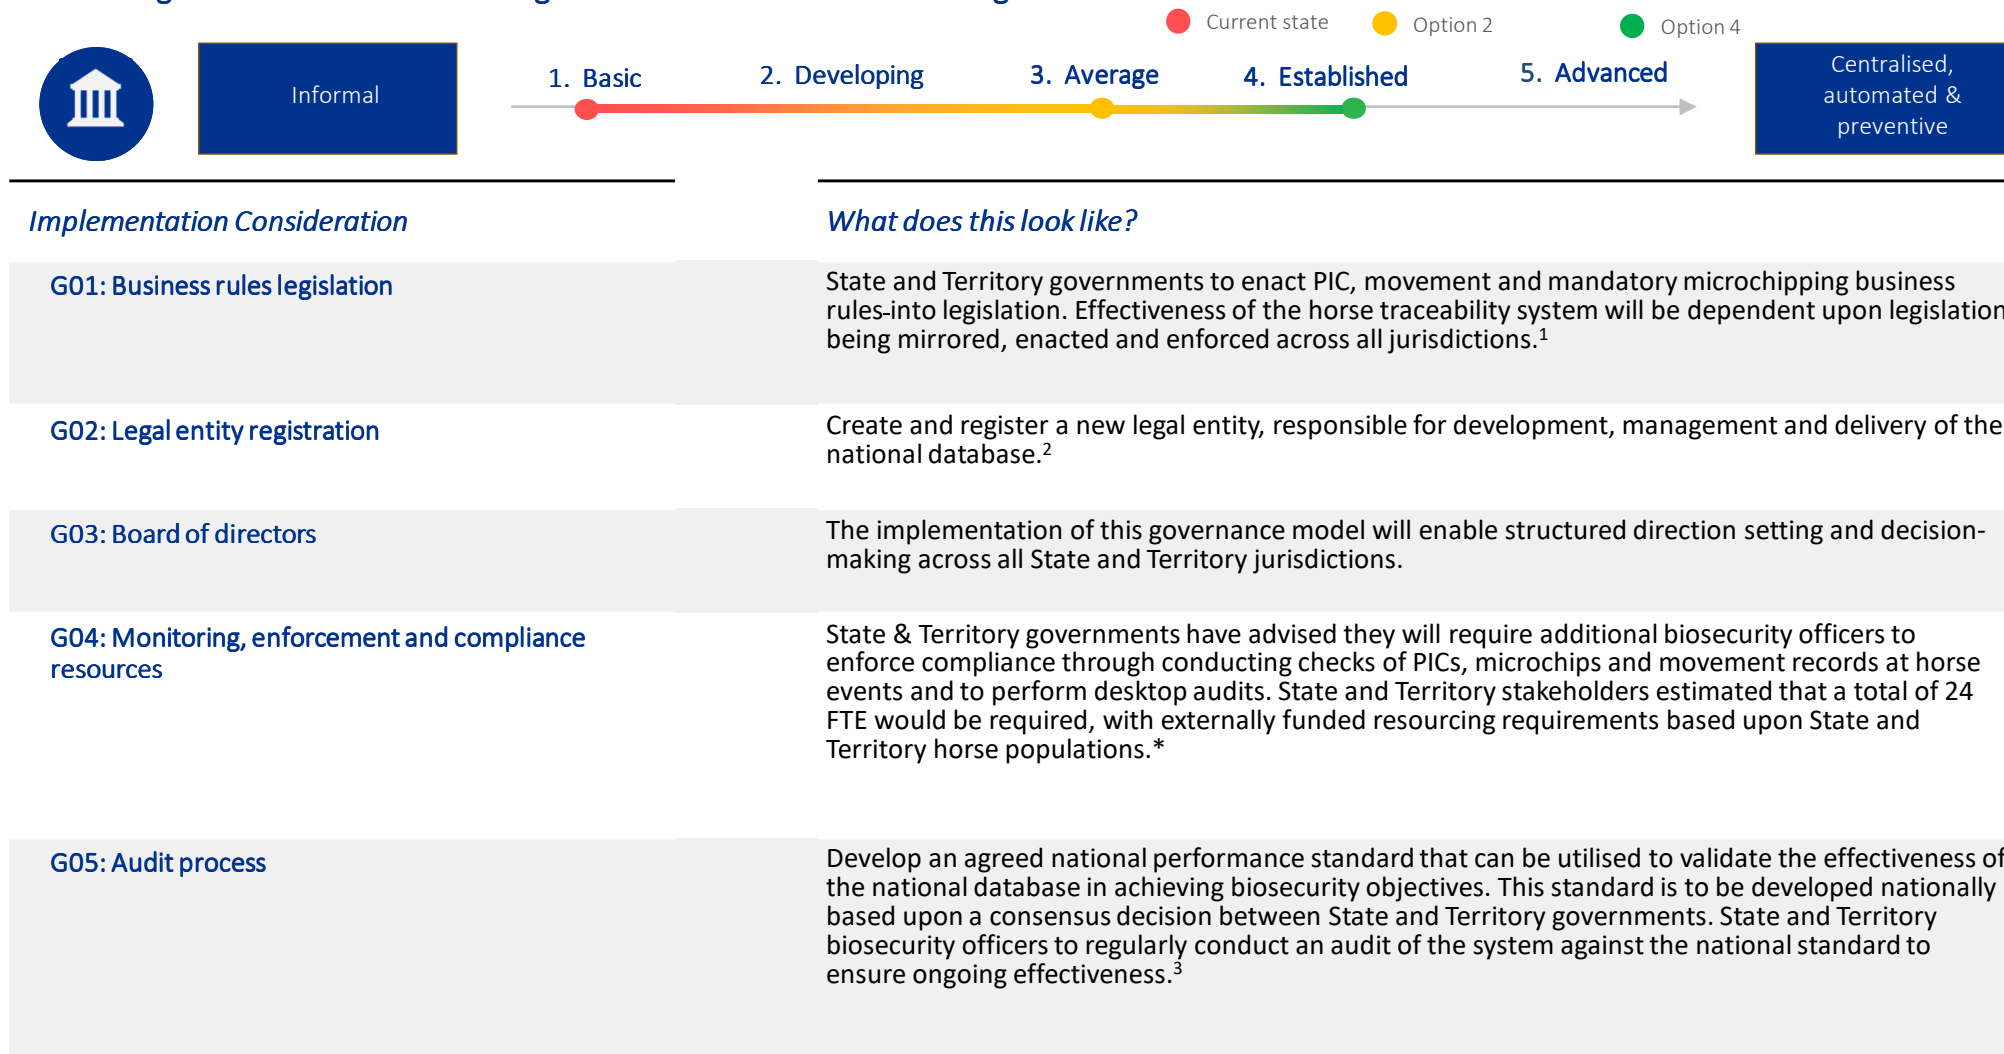 Current state
Option 2
Option 4
Informal
1. Basic
2. Developing
3. Average
4. Established
5. Advanced
Centralised,
automated &
preventive
Implementation Consideration
What does this look like?
G01: Business rules legislation
State and Territory governments to enact PIC, movement and mandatory microchipping business
rules-into legislation. Effectiveness of the horse traceability system will be dependent upon legislation
being mirrored, enacted and enforced across all jurisdictions.1
G02: Legal entity registration
Create and register a new legal entity, responsible for development, management and delivery of the
national database.2
G03: Board of directors
The implementation of this governance model will enable structured direction setting and decision-
making across all State and Territory jurisdictions.
G04: Monitoring, enforcement and compliance
resources
State & Territory governments have advised they will require additional biosecurity officers to
enforce compliance through conducting checks of PICs, microchips and movement records at horse
events and to perform desktop audits. State and Territory stakeholders estimated that a total of 24
FTE would be required, with externally funded resourcing requirements based upon State and
Territory horse populations.*
G05: Audit process
Develop an agreed national performance standard that can be utilised to validate the effectiveness of
the national database in achieving biosecurity objectives. This standard is to be developed nationally
based upon a consensus decision between State and Territory governments. State and Territory
biosecurity officers to regularly conduct an audit of the system against the national standard to
ensure ongoing effectiveness.3